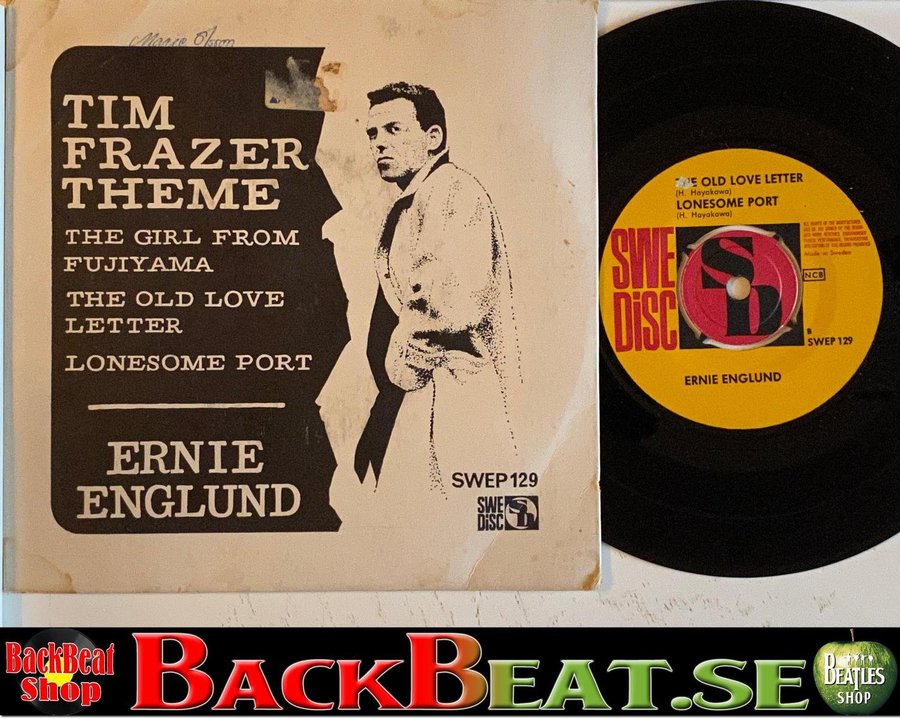 TIM
FRAZER
THEME
THE GIRL FROM
FUJIYAMA
THE OLD LOVE
LETTER
LONESOME PORT
ERNIE
ENGLUND
SWEP 129
SWE
DISC
OLD LOVE LETTER
(H. Hayakawa)
LONESOME PORT
(H. Hayakawa)
SWE
DISC
Made in Sweden
NCB
B
SWEP 129
ERNIE ENGLUND
BackBeat
Shop
BACKBEAT.SE
BEATLES
SHOP